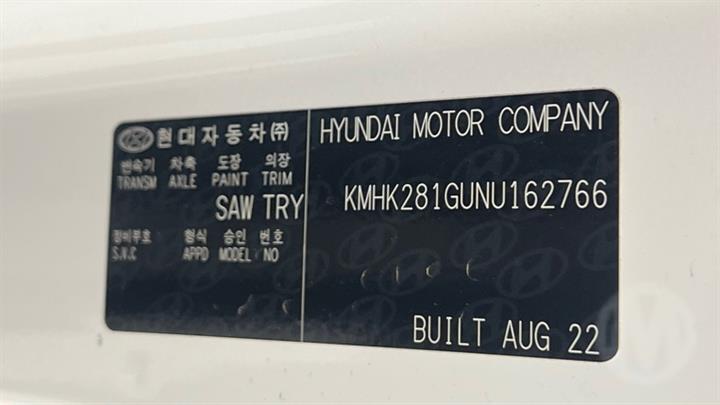 현대자동차㈜
변속기 차축 도장 의장
TRANSM AXLE PAINT TRIM
SAW TRY
정비부호 형식 승인 번호
S.V.C APPD MODEL NO
HYUNDAI MOTOR COMPANY
KMHK281GUNU162766
BUILT AUG 22